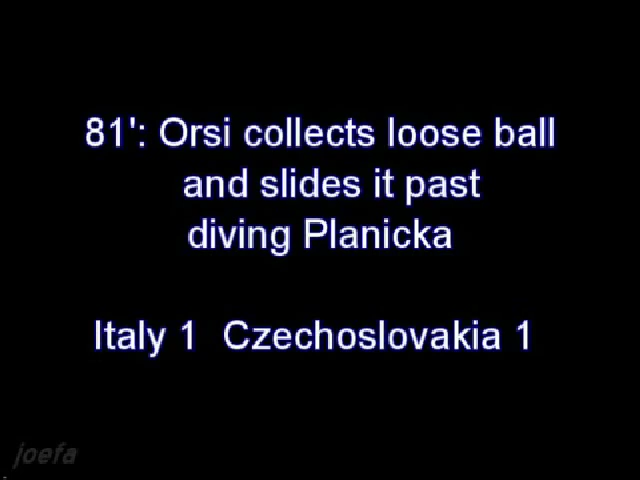 81': Orsi collects loose ball
and slides it past
diving Planicka
Italy 1 Czechoslovakia 1
joefa